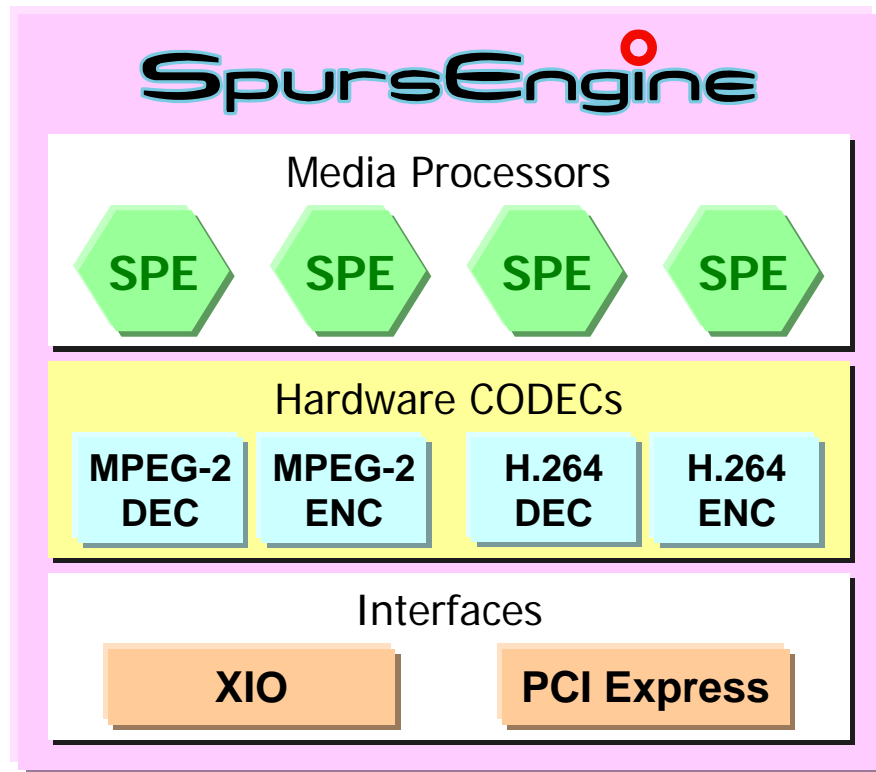 SpursEngine
Media Processors
SPE SPE SPE SPE
Hardware CODECs
MPEG-2 MPEG-2 H.264 H.264
DEC ENC DEC ENC
Interfaces
XIO PCI Express